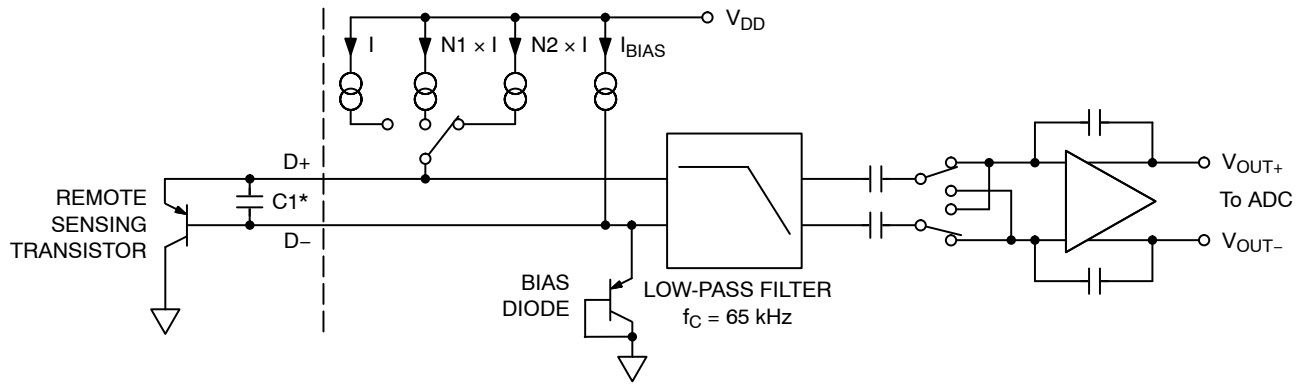 V_DD
I
N1 × I
N2 × I
I_BIAS
D+
C1*
D−
REMOTE
SENSING
TRANSISTOR
BIAS
DIODE
LOW-PASS FILTER
f_C = 65 kHz
V_OUT+
To ADC
V_OUT−